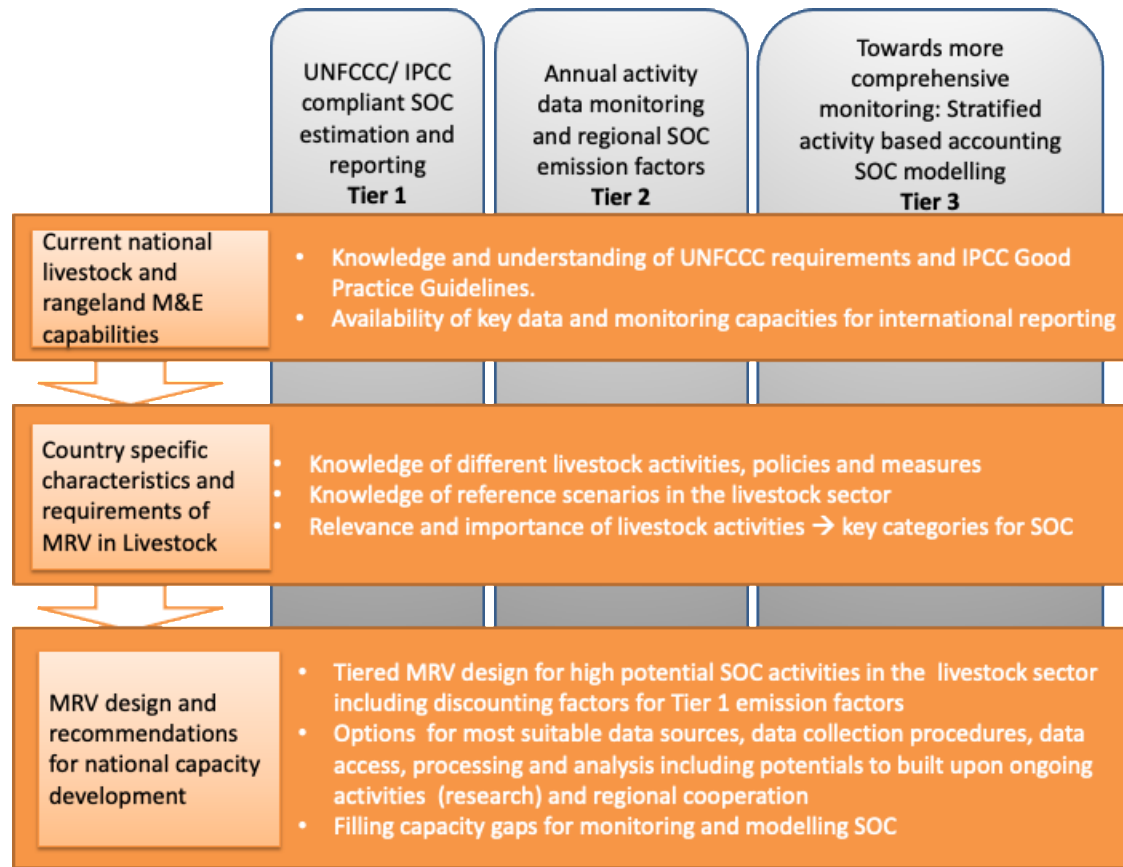 UNFCCC/ IPCC
compliant SOC
estimation and
reporting
Tier 1
Annual activity
data monitoring
and regional SOC
emission factors
Tier 2
Towards more
comprehensive
monitoring: Stratified
activity based accounting
SOC modelling
Tier 3
Current national
livestock and
rangeland M&E
capabilities
• Knowledge and understanding of UNFCCC requirements and IPCC Good
Practice Guidelines.
• Availability of key data and monitoring capacities for international reporting
Country specific
characteristics and
requirements of
MRV in Livestock
• Knowledge of different livestock activities, policies and measures
• Knowledge of reference scenarios in the livestock sector
• Relevance and importance of livestock activities → key categories for SOC
MRV design and
recommendations
for national capacity
development
• Tiered MRV design for high potential SOC activities in the livestock sector
including discounting factors for Tier 1 emission factors
• Options for most suitable data sources, data collection procedures, data
access, processing and analysis including potentials to built upon ongoing
activities (research) and regional cooperation
• Filling capacity gaps for monitoring and modelling SOC